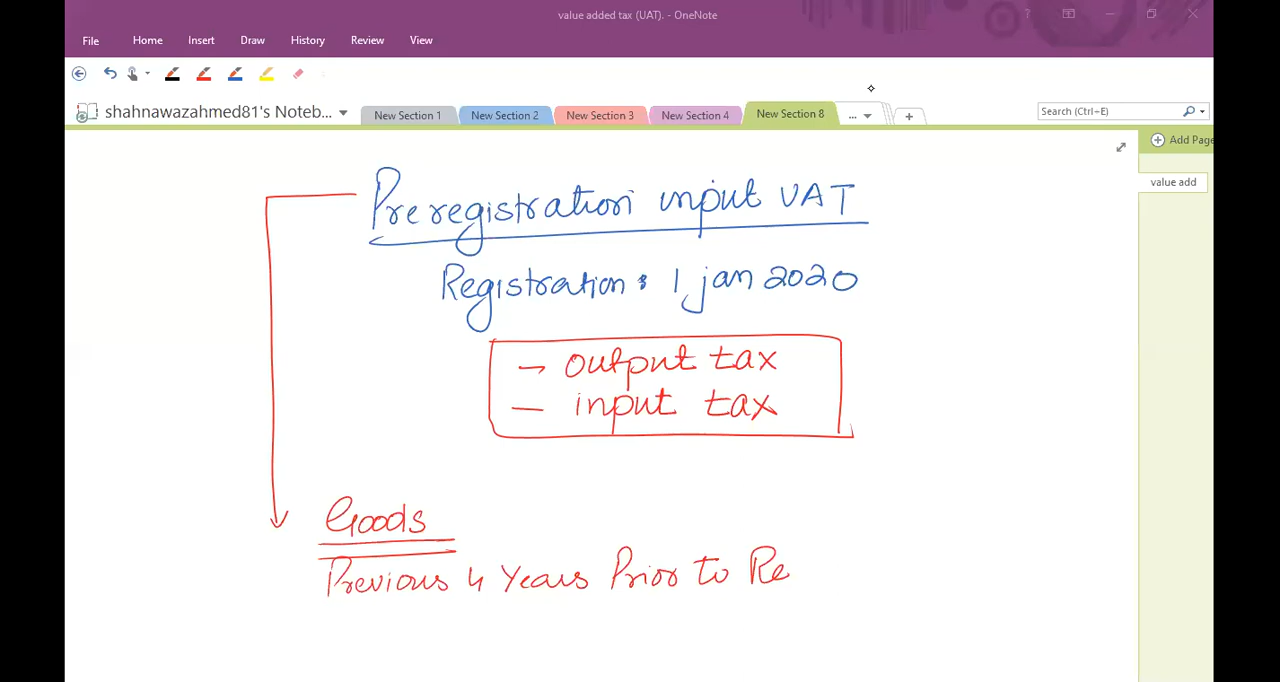 value added tax (UAT). - OneNote
File Home Insert Draw History Review View
shahnawazahmed81's Noteb...
New Section 1 New Section 2 New Section 3 New Section 4 New Section 8 ...
Search (Ctrl+E)
Add Page
value add
Pre registration input VAT
Registration : 1 jan 2020
→ output tax
— input tax
Goods
Previous 4 Years Prior to Re